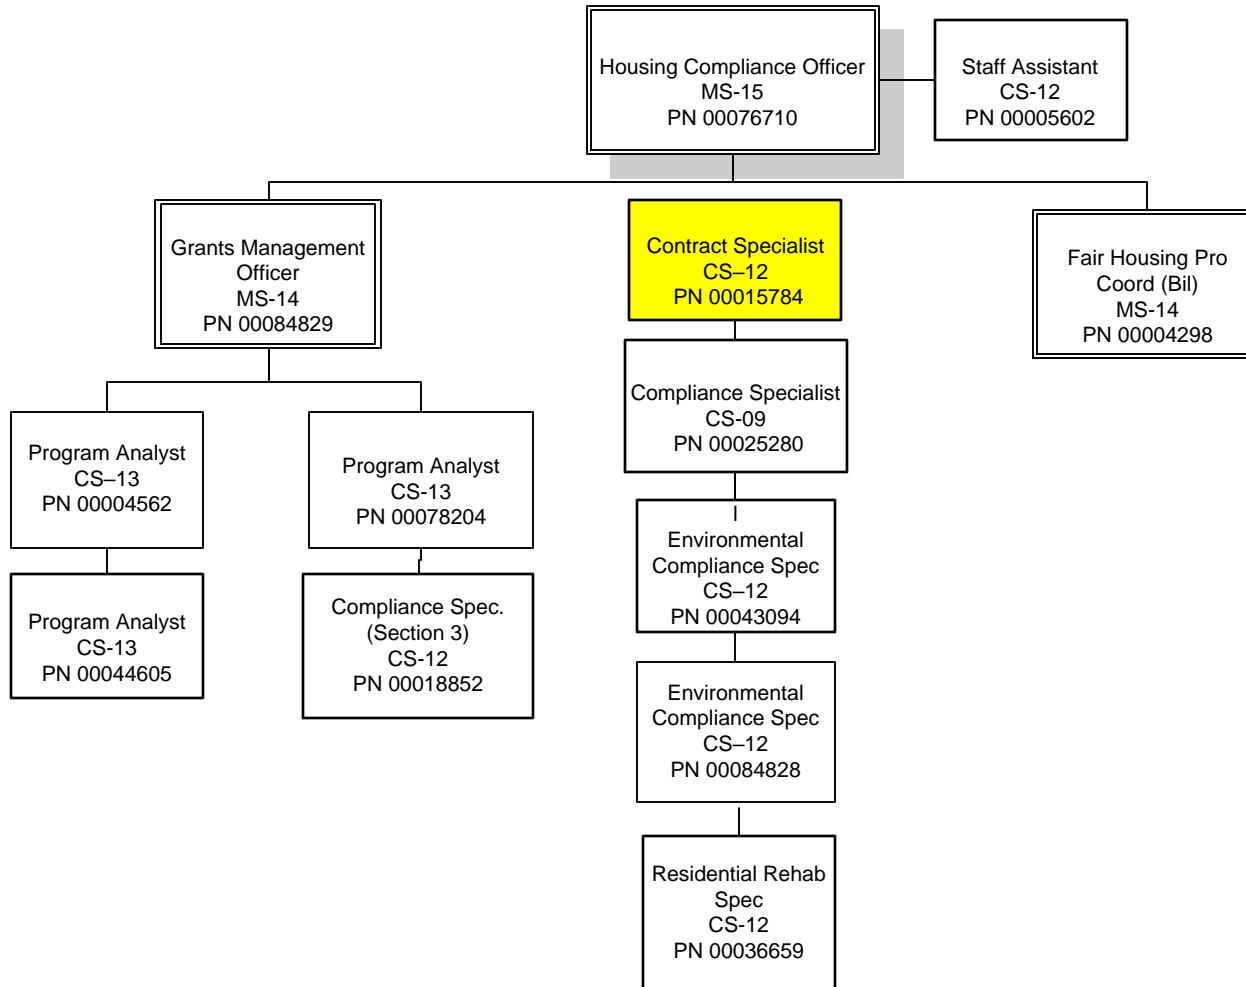 Housing Compliance Officer
MS-15
PN 00076710
Staff Assistant
CS-12
PN 00005602
Grants Management
Officer
MS-14
PN 00084829
Contract Specialist
CS–12
PN 00015784
Fair Housing Pro
Coord (Bil)
MS-14
PN 00004298
Compliance Specialist
CS-09
PN 00025280
Program Analyst
CS–13
PN 00004562
Program Analyst
CS-13
PN 00078204
Environmental
Compliance Spec
CS–12
PN 00043094
Program Analyst
CS-13
PN 00044605
Compliance Spec.
(Section 3)
CS-12
PN 00018852
Environmental
Compliance Spec
CS–12
PN 00084828
Residential Rehab
Spec
CS-12
PN 00036659